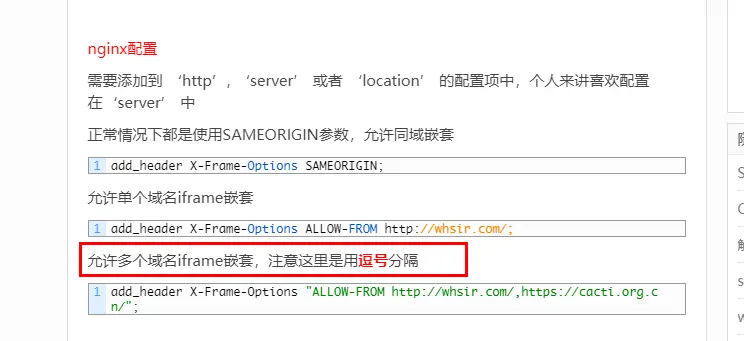 nginx配置
需要添加到 ‘http’, ‘server’ 或者 ‘location’ 的配置项中，个人来讲喜欢配置
在‘server’ 中
正常情况下都是使用SAMEORIGIN参数，允许同域嵌套
1 add_header X-Frame-Options SAMEORIGIN;
允许单个域名iframe嵌套
1 add_header X-Frame-Options ALLOW-FROM http://whsir.com/;
允许多个域名iframe嵌套，注意这里是用逗号分隔
1 add_header X-Frame-Options "ALLOW-FROM http://whsir.com/,https://cacti.org.c
n/";